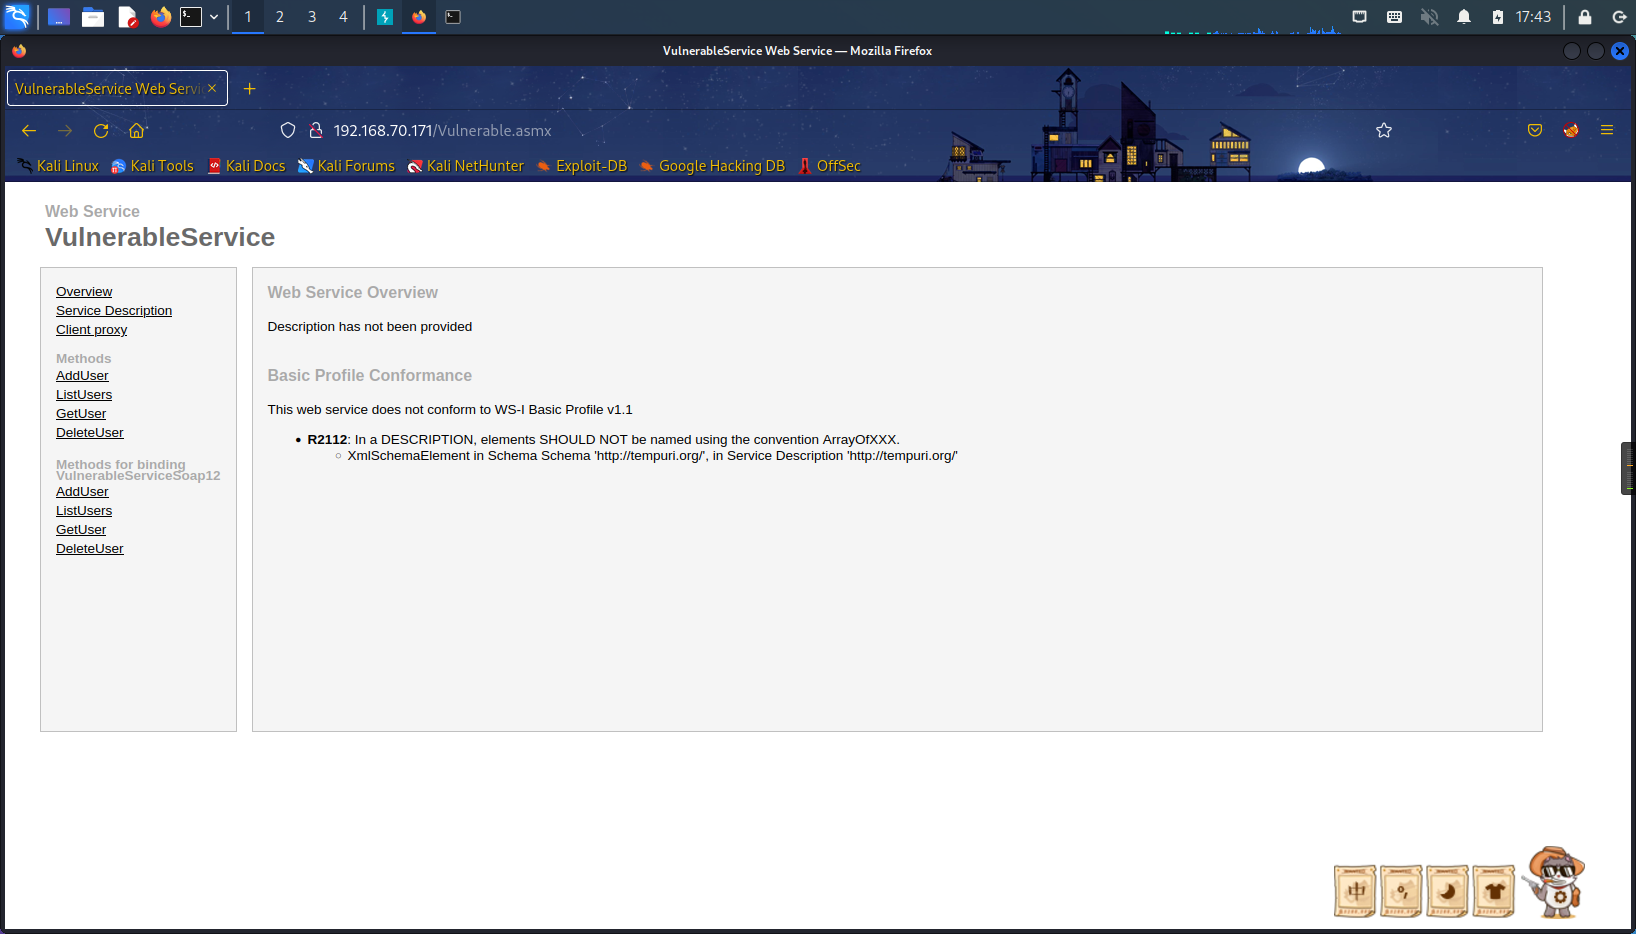 1 2 3 4 17:43
VulnerableService Web Service — Mozilla Firefox
VulnerableService Web Servi
192.168.70.171/Vulnerable.asmx
Kali Linux Kali Tools Kali Docs Kali Forums Kali NetHunter Exploit-DB Google Hacking DB OffSec
Web Service
VulnerableService
Overview
Service Description
Client proxy
Methods
AddUser
ListUsers
GetUser
DeleteUser
Methods for binding
VulnerableServiceSoap12
AddUser
ListUsers
GetUser
DeleteUser
Web Service Overview
Description has not been provided
Basic Profile Conformance
This web service does not conform to WS-I Basic Profile v1.1
R2112: In a DESCRIPTION, elements SHOULD NOT be named using the convention ArrayOfXXX.
XmlSchemaElement in Schema Schema 'http://tempuri.org/', in Service Description 'http://tempuri.org/'
中